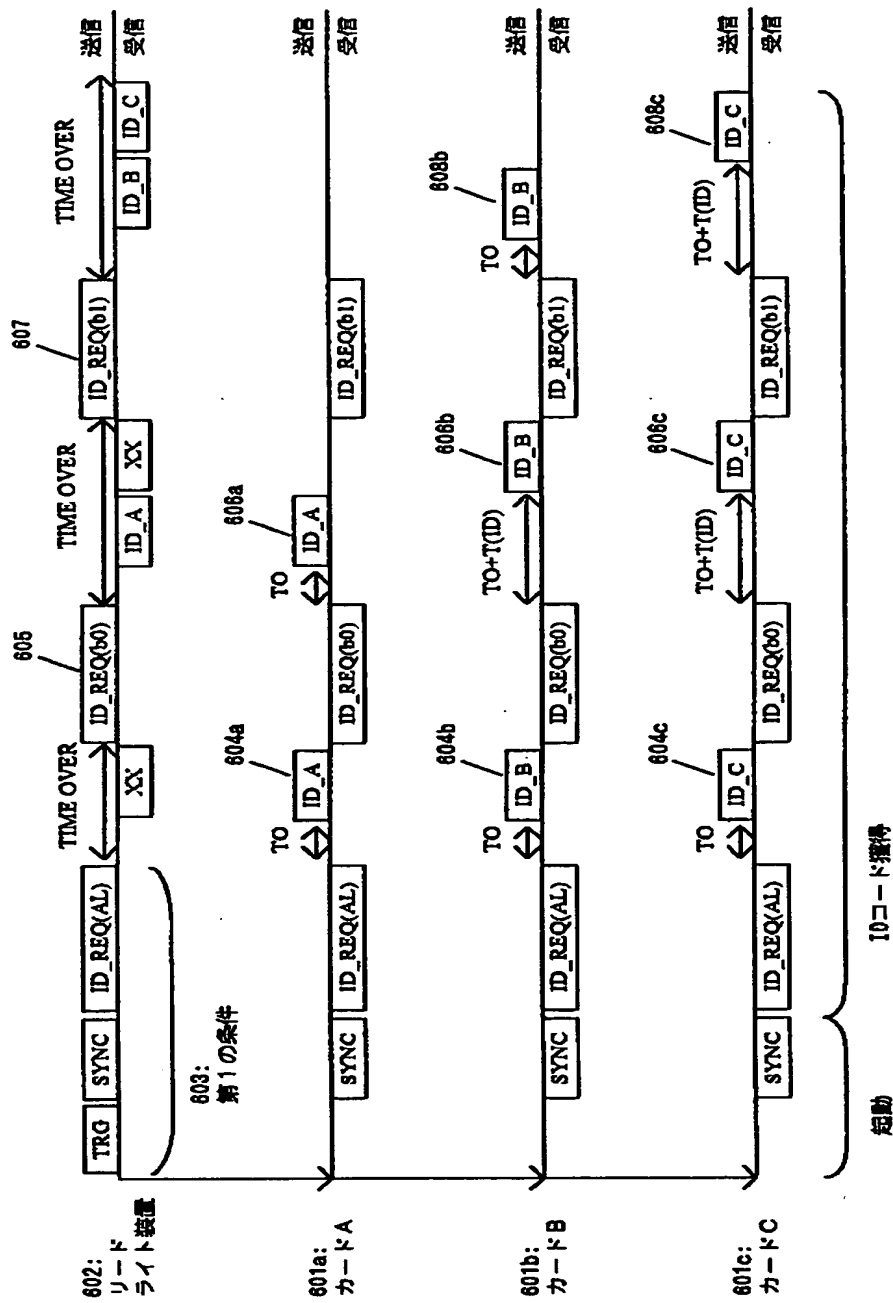 602:
リード
ライト装置
TRG
SYNC
ID_REQ(AL)
TIME OVER
XX
605
ID_REQ(b0)
TIME OVER
ID_A
XX
607
ID_REQ(b1)
TIME OVER
ID_B
ID_C
送信
受信
603:
第1の条件
601a:
カードA
SYNC
ID_REQ(AL)
TO
604a
ID_A
ID_REQ(b0)
TO
606a
ID_A
ID_REQ(b1)
送信
受信
601b:
カードB
SYNC
ID_REQ(AL)
TO
604b
ID_B
ID_REQ(b0)
TO+T(ID)
606b
ID_B
ID_REQ(b1)
TO
608b
ID_B
送信
受信
601c:
カードC
SYNC
ID_REQ(AL)
TO
604c
ID_C
ID_REQ(b0)
TO+T(ID)
606c
ID_C
ID_REQ(b1)
TO+T(ID)
608c
ID_C
送信
受信
起動
IDコード獲得